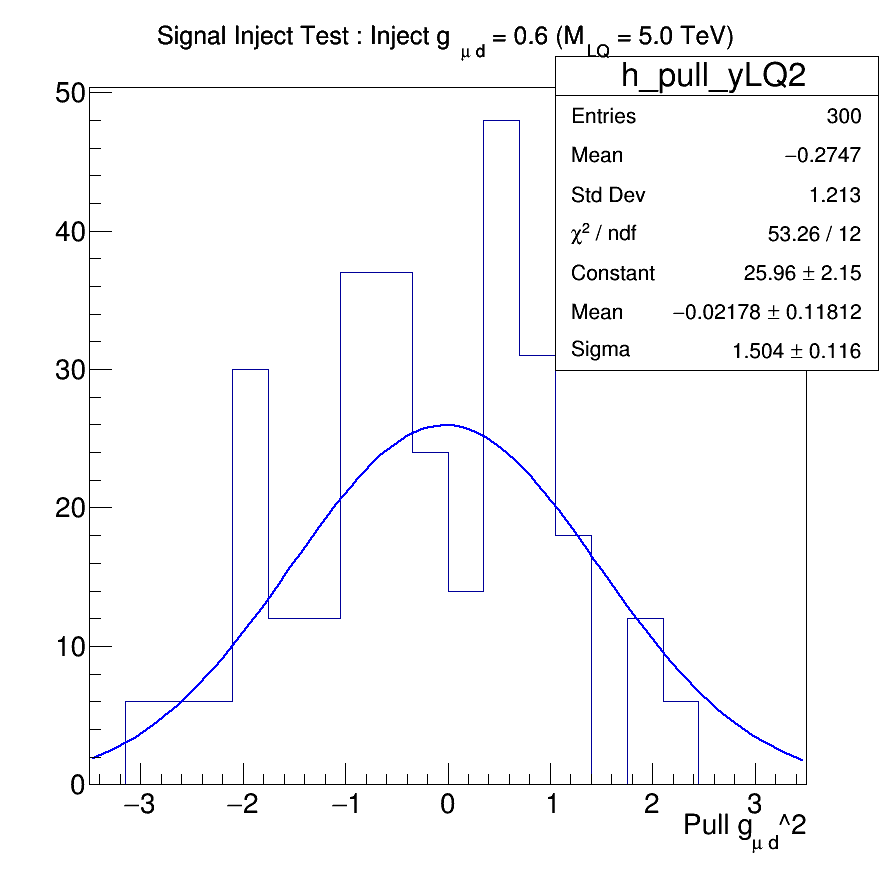 Signal Inject Test : Inject g μ d = 0.6 (M LQ = 5.0 TeV)
h_pull_yLQ2
Entries 300
Mean −0.2747
Std Dev 1.213
χ² / ndf 53.26 / 12
Constant 25.96 ± 2.15
Mean −0.02178 ± 0.11812
Sigma 1.504 ± 0.116
50
40
30
20
10
0
−3 −2 −1 0 1 2 3
Pull g μ d ^2